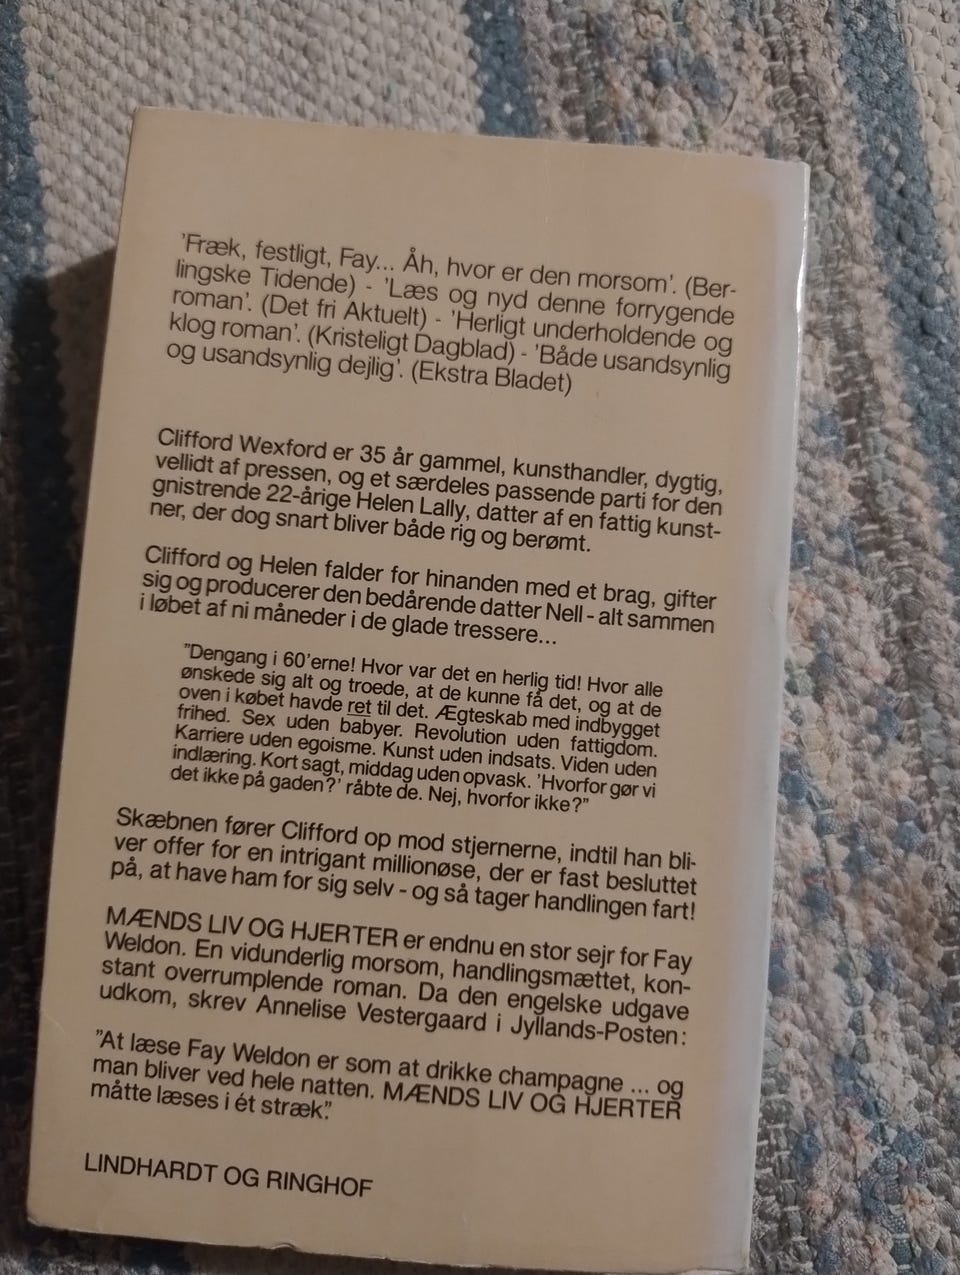 'Fræk, festligt, Fay... Åh, hvor er den morsom'. (Ber-
lingske Tidende) - 'Læs og nyd denne forrygende
roman'. (Det fri Aktuelt) - 'Herligt underholdende og
klog roman'. (Kristeligt Dagblad) - 'Både usandsynlig
og usandsynlig dejlig'. (Ekstra Bladet)
Clifford Wexford er 35 år gammel, kunsthandler, dygtig,
vellidt af pressen, og et særdeles passende parti for den
gnistrende 22-årige Helen Lally, datter af en fattig kunst-
ner, der dog snart bliver både rig og berømt.
Clifford og Helen falder for hinanden med et brag, gifter
sig og producerer den bedårende datter Nell - alt sammen
i løbet af ni måneder i de glade tressere...
"Dengang i 60'erne! Hvor var det en herlig tid! Hvor alle
ønskede sig alt og troede, at de kunne få det, og at de
oven i købet havde ret til det. Ægteskab med indbygget
frihed. Sex uden babyer. Revolution uden fattigdom.
Karriere uden egoisme. Kunst uden indsats. Viden uden
indlæring. Kort sagt, middag uden opvask. 'Hvorfor gør vi
det ikke på gaden?' råbte de. Nej, hvorfor ikke?"
Skæbnen fører Clifford op mod stjernerne, indtil han bli-
ver offer for en intrigant millionøse, der er fast besluttet
på, at have ham for sig selv - og så tager handlingen fart!
MÆNDS LIV OG HJERTER er endnu en stor sejr for Fay
Weldon. En vidunderlig morsom, handlingsmættet, kon-
stant overrumplende roman. Da den engelske udgave
udkom, skrev Annelise Vestergaard i Jyllands-Posten:
"At læse Fay Weldon er som at drikke champagne ... og
man bliver ved hele natten. MÆNDS LIV OG HJERTER
måtte læses i ét stræk."
LINDHARDT OG RINGHOF